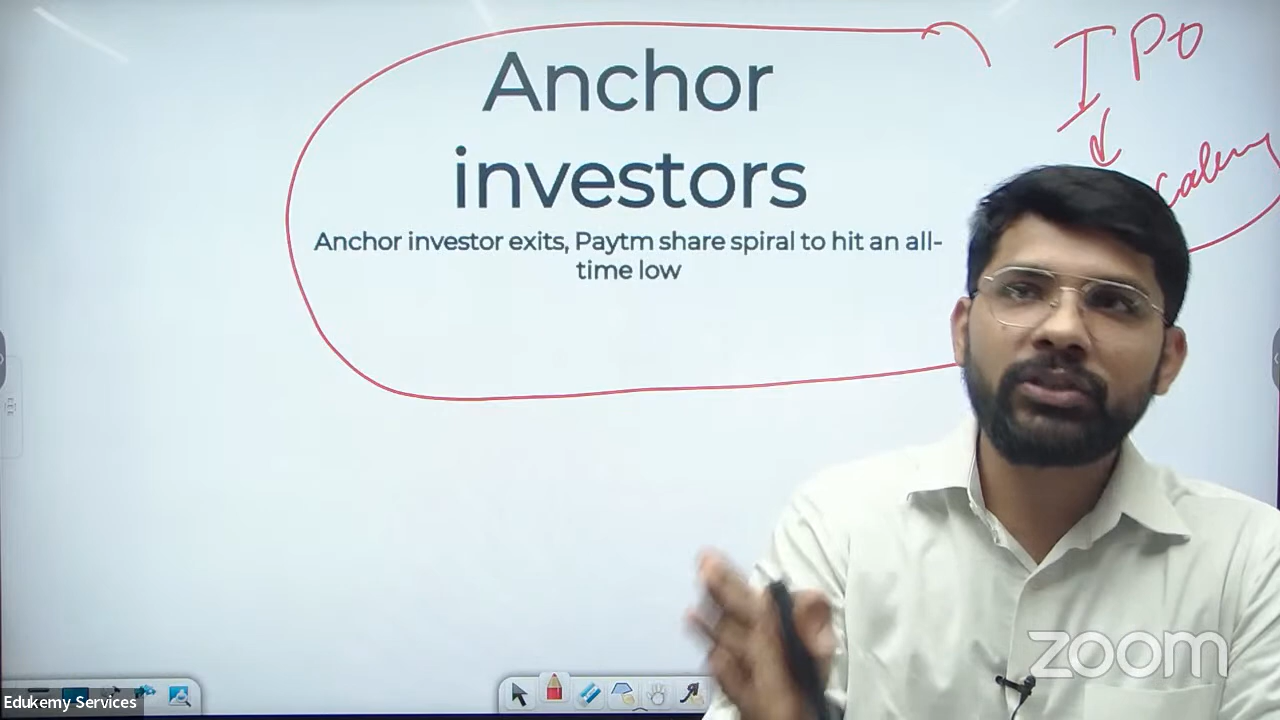 Anchor
investors
Anchor investor exits, Paytm share spiral to hit an all-
time low
IPO
zoom
Edukemy Services